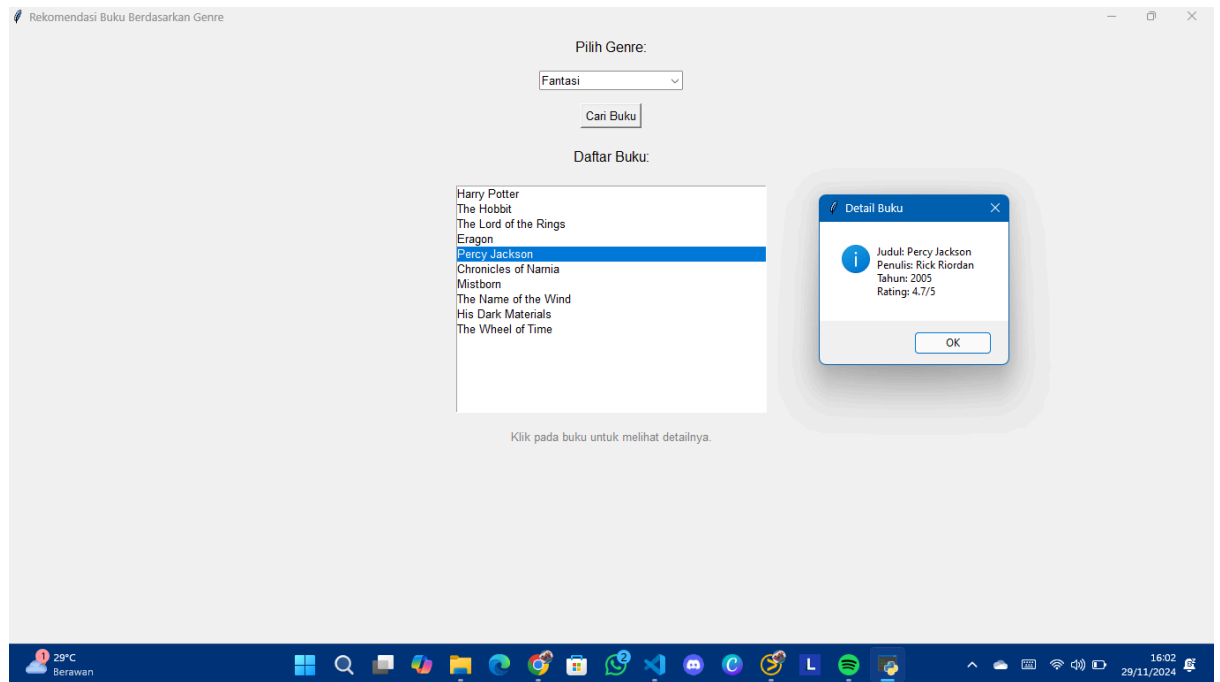 Rekomendasi Buku Berdasarkan Genre
Pilih Genre:
Fantasi
Cari Buku
Daftar Buku:
Harry Potter
The Hobbit
The Lord of the Rings
Eragon
Percy Jackson
Chronicles of Narnia
Mistborn
The Name of the Wind
His Dark Materials
The Wheel of Time
Klik pada buku untuk melihat detailnya.
Detail Buku
Judul: Percy Jackson
Penulis: Rick Riordan
Tahun: 2005
Rating: 4.7/5
OK
1
29°C
Berawan
2
C
L
16:02
29/11/2024